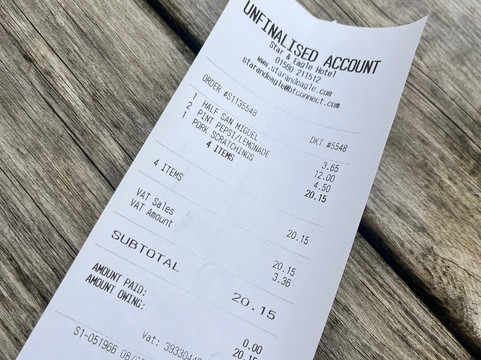 UNFINALISED ACCOUNT
Star & Eagle Hotel
01580 211512
www.starandeagle.com
starandeagle@btconnect.com
ORDER #S1135548 DKT #5548
1 HALF SAN MIGUEL 3.65
2 PINT PEPSI/LEMONADE 12.00
1 PORK SCRATCHINGS 4.50
4 ITEMS 20.15
4 ITEMS 20.15
VAT Sales 20.15
VAT Amount 3.36
SUBTOTAL 20.15
AMOUNT PAID: 0.00
AMOUNT OWING: 20.15
Vat:
S1-051966